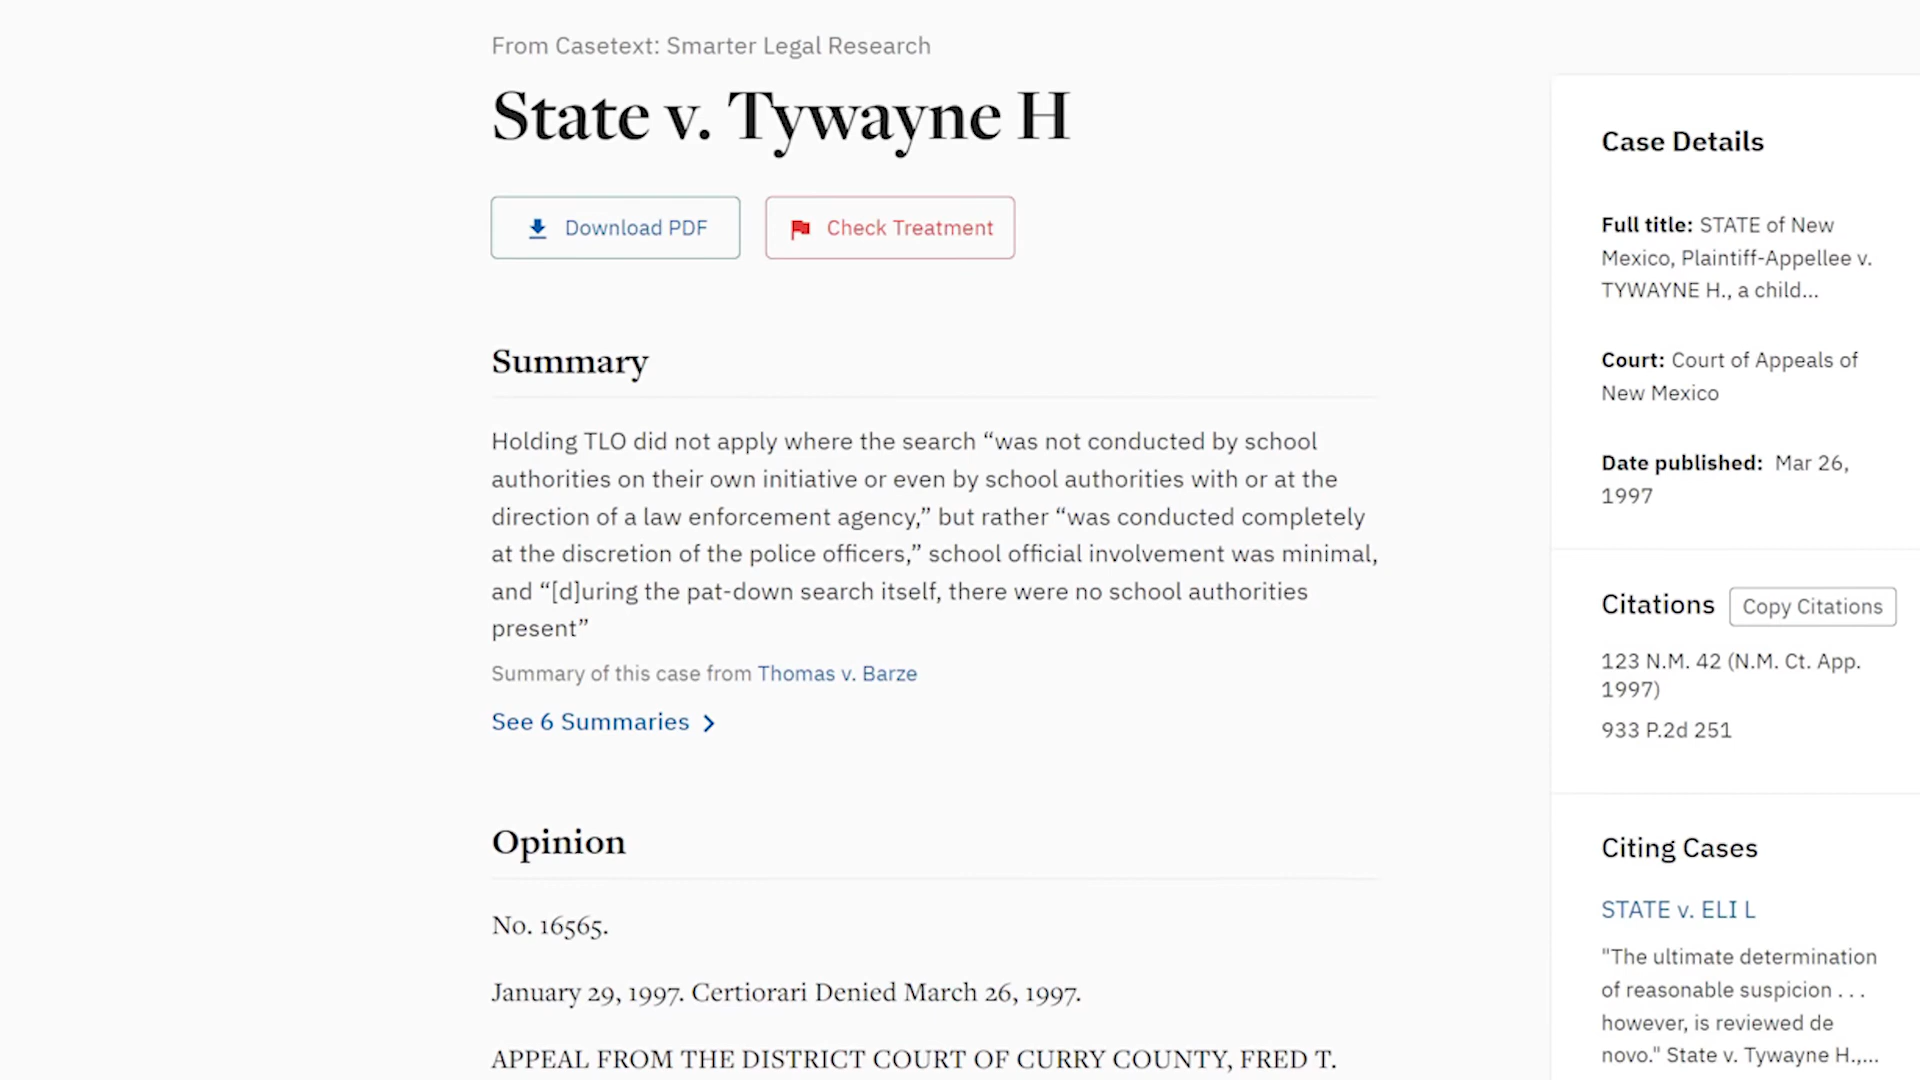 From Casetext: Smarter Legal Research
State v. Tywayne H
Download PDF
Check Treatment
Summary
Holding TLO did not apply where the search “was not conducted by school
authorities on their own initiative or even by school authorities with or at the
direction of a law enforcement agency,” but rather “was conducted completely
at the discretion of the police officers,” school official involvement was minimal,
and “[d]uring the pat-down search itself, there were no school authorities
present”
Summary of this case from Thomas v. Barze
See 6 Summaries
Opinion
No. 16565.
January 29, 1997. Certiorari Denied March 26, 1997.
APPEAL FROM THE DISTRICT COURT OF CURRY COUNTY, FRED T.
Case Details
Full title: STATE of New
Mexico, Plaintiff-Appellee v.
TYWAYNE H., a child...
Court: Court of Appeals of
New Mexico
Date published: Mar 26,
1997
Citations
Copy Citations
123 N.M. 42 (N.M. Ct. App.
1997)
933 P.2d 251
Citing Cases
STATE v. ELI L
"The ultimate determination
of reasonable suspicion . . .
however, is reviewed de
novo." State v. Tywayne H.,...